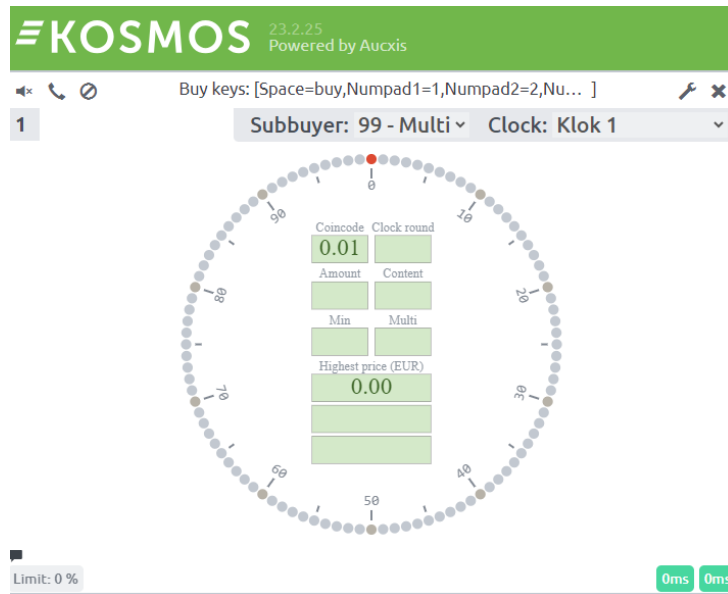 KOSMOS 23.2.25
Powered by Aucxis
Buy keys: [Space=buy,Numpad1=1,Numpad2=2,Nu... ]
1 Subbuyer: 99 - Multi Clock: Klok 1
0
90 10
Coincode Clock round
0.01
Amount Content
80 20
Min Multi
Highest price (EUR)
0.00
70 30
60 40
50
Limit: 0 % 0ms 0ms